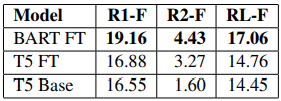 Model R1-F R2-F RL-F
BART FT 19.16 4.43 17.06
T5 FT 16.88 3.27 14.76
T5 Base 16.55 1.60 14.45